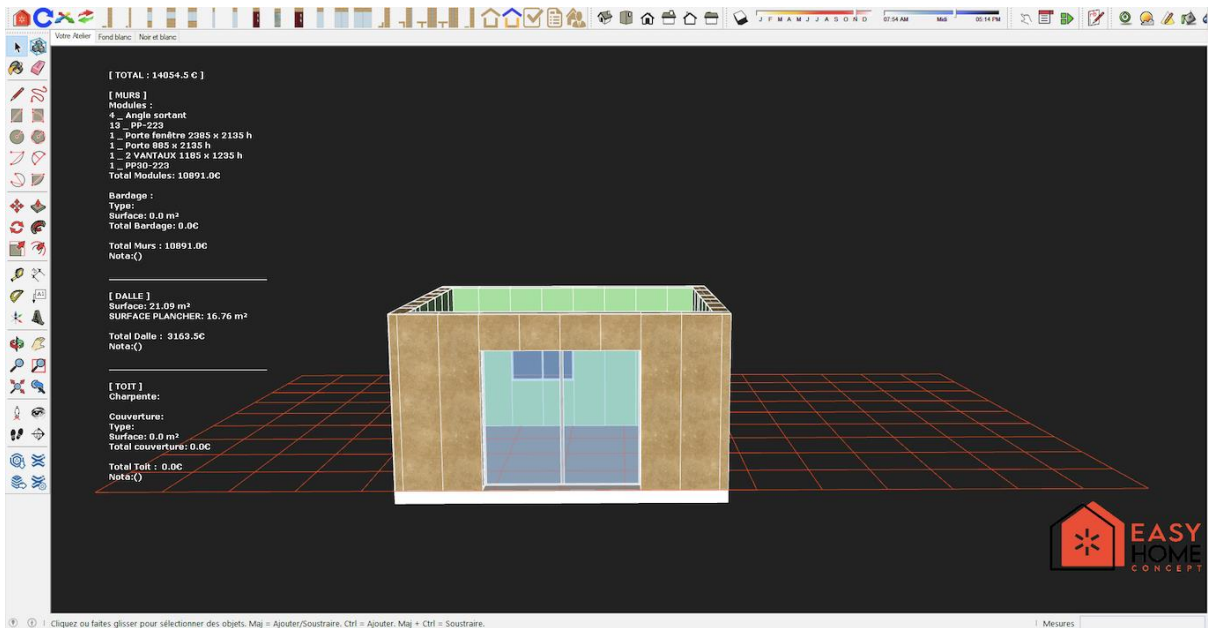 J F M A M J J A S O N D
07:54 AM Midi 05:14 PM
Votre Atelier Fond blanc Noir et blanc
[ TOTAL : 14054.5 € ]
[ MURS ]
Modules :
4 _ Angle sortant
13 _ PP-223
1 _ Porte fenêtre 2385 x 2135 h
1 _ Porte 885 x 2135 h
1 _ 2 VANTAUX 1185 x 1235 h
1 _ PP30-223
Total Modules: 10891.0€
Bardage :
Type:
Surface: 0.0 m²
Total Bardage: 0.0€
Total Murs : 10891.0€
Nota:()
[ DALLE ]
Surface: 21.09 m²
SURFACE PLANCHER: 16.76 m²
Total Dalle : 3163.5€
Nota:()
[ TOIT ]
Charpente:
Couverture:
Type:
Surface: 0.0 m²
Total couverture: 0.0€
Total Toit : 0.0€
Nota:()
EASY
HOME
CONCEPT
Cliquez ou faites glisser pour sélectionner des objets. Maj = Ajouter/Soustraire. Ctrl = Ajouter. Maj + Ctrl = Soustraire.
Mesures